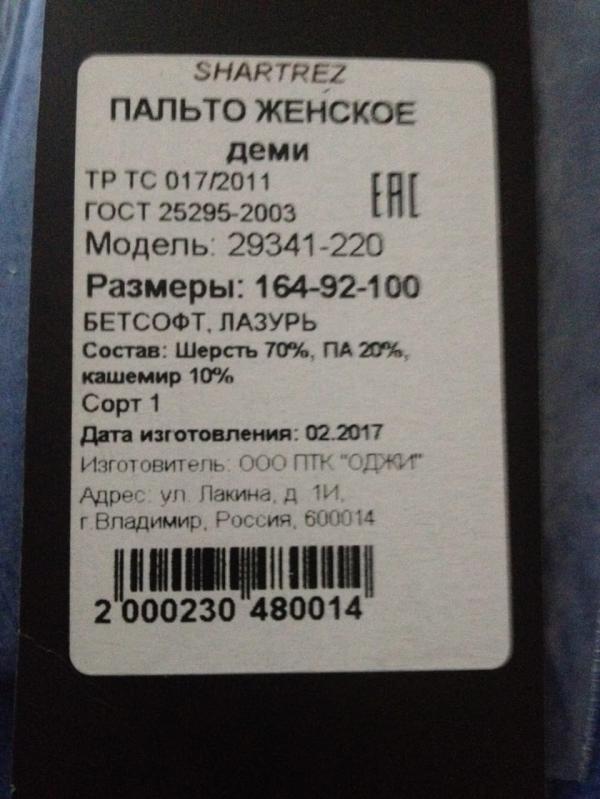 SHARTREZ
ПАЛЬТО ЖЕНСКОЕ
деми
ТР ТС 017/2011
EAC
ГОСТ 25295-2003
Модель: 29341-220
Размеры: 164-92-100
БЕТСОФТ, ЛАЗУРЬ
Состав: Шерсть 70%, ПА 20%,
кашемир 10%
Сорт 1
Дата изготовления: 02.2017
Изготовитель: ООО ПТК "ОДЖИ"
Адрес: ул. Лакина, д. 1И,
г.Владимир, Россия, 600014
2 000230 480014